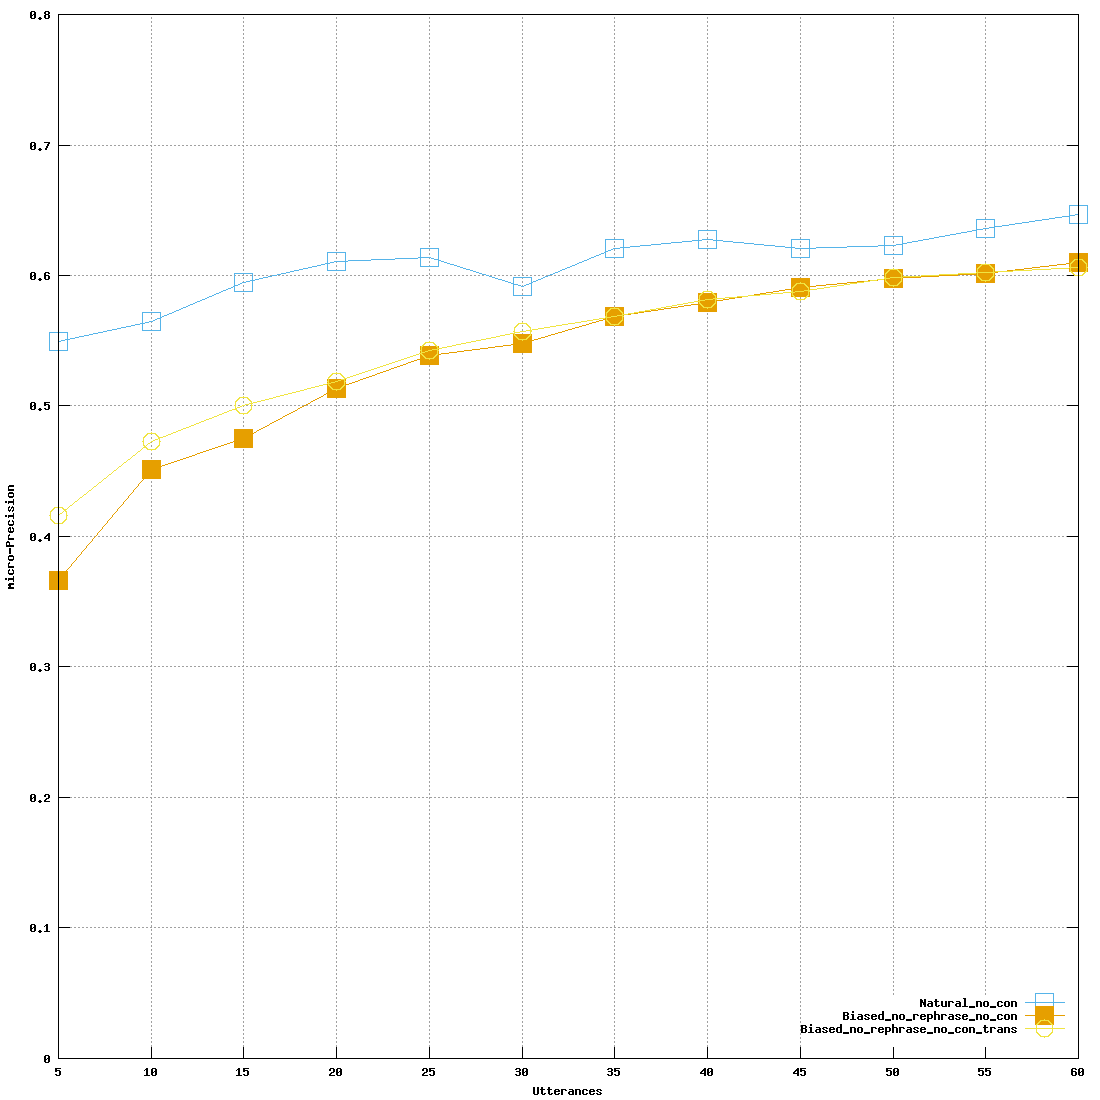 0.8
0.7
0.6
0.5
0.4
0.3
0.2
0.1
0
micro-Precision
5 10 15 20 25 30 35 40 45 50 55 60
Utterances
Natural_no_con
Biased_no_rephrase_no_con
Biased_no_rephrase_no_con_trans